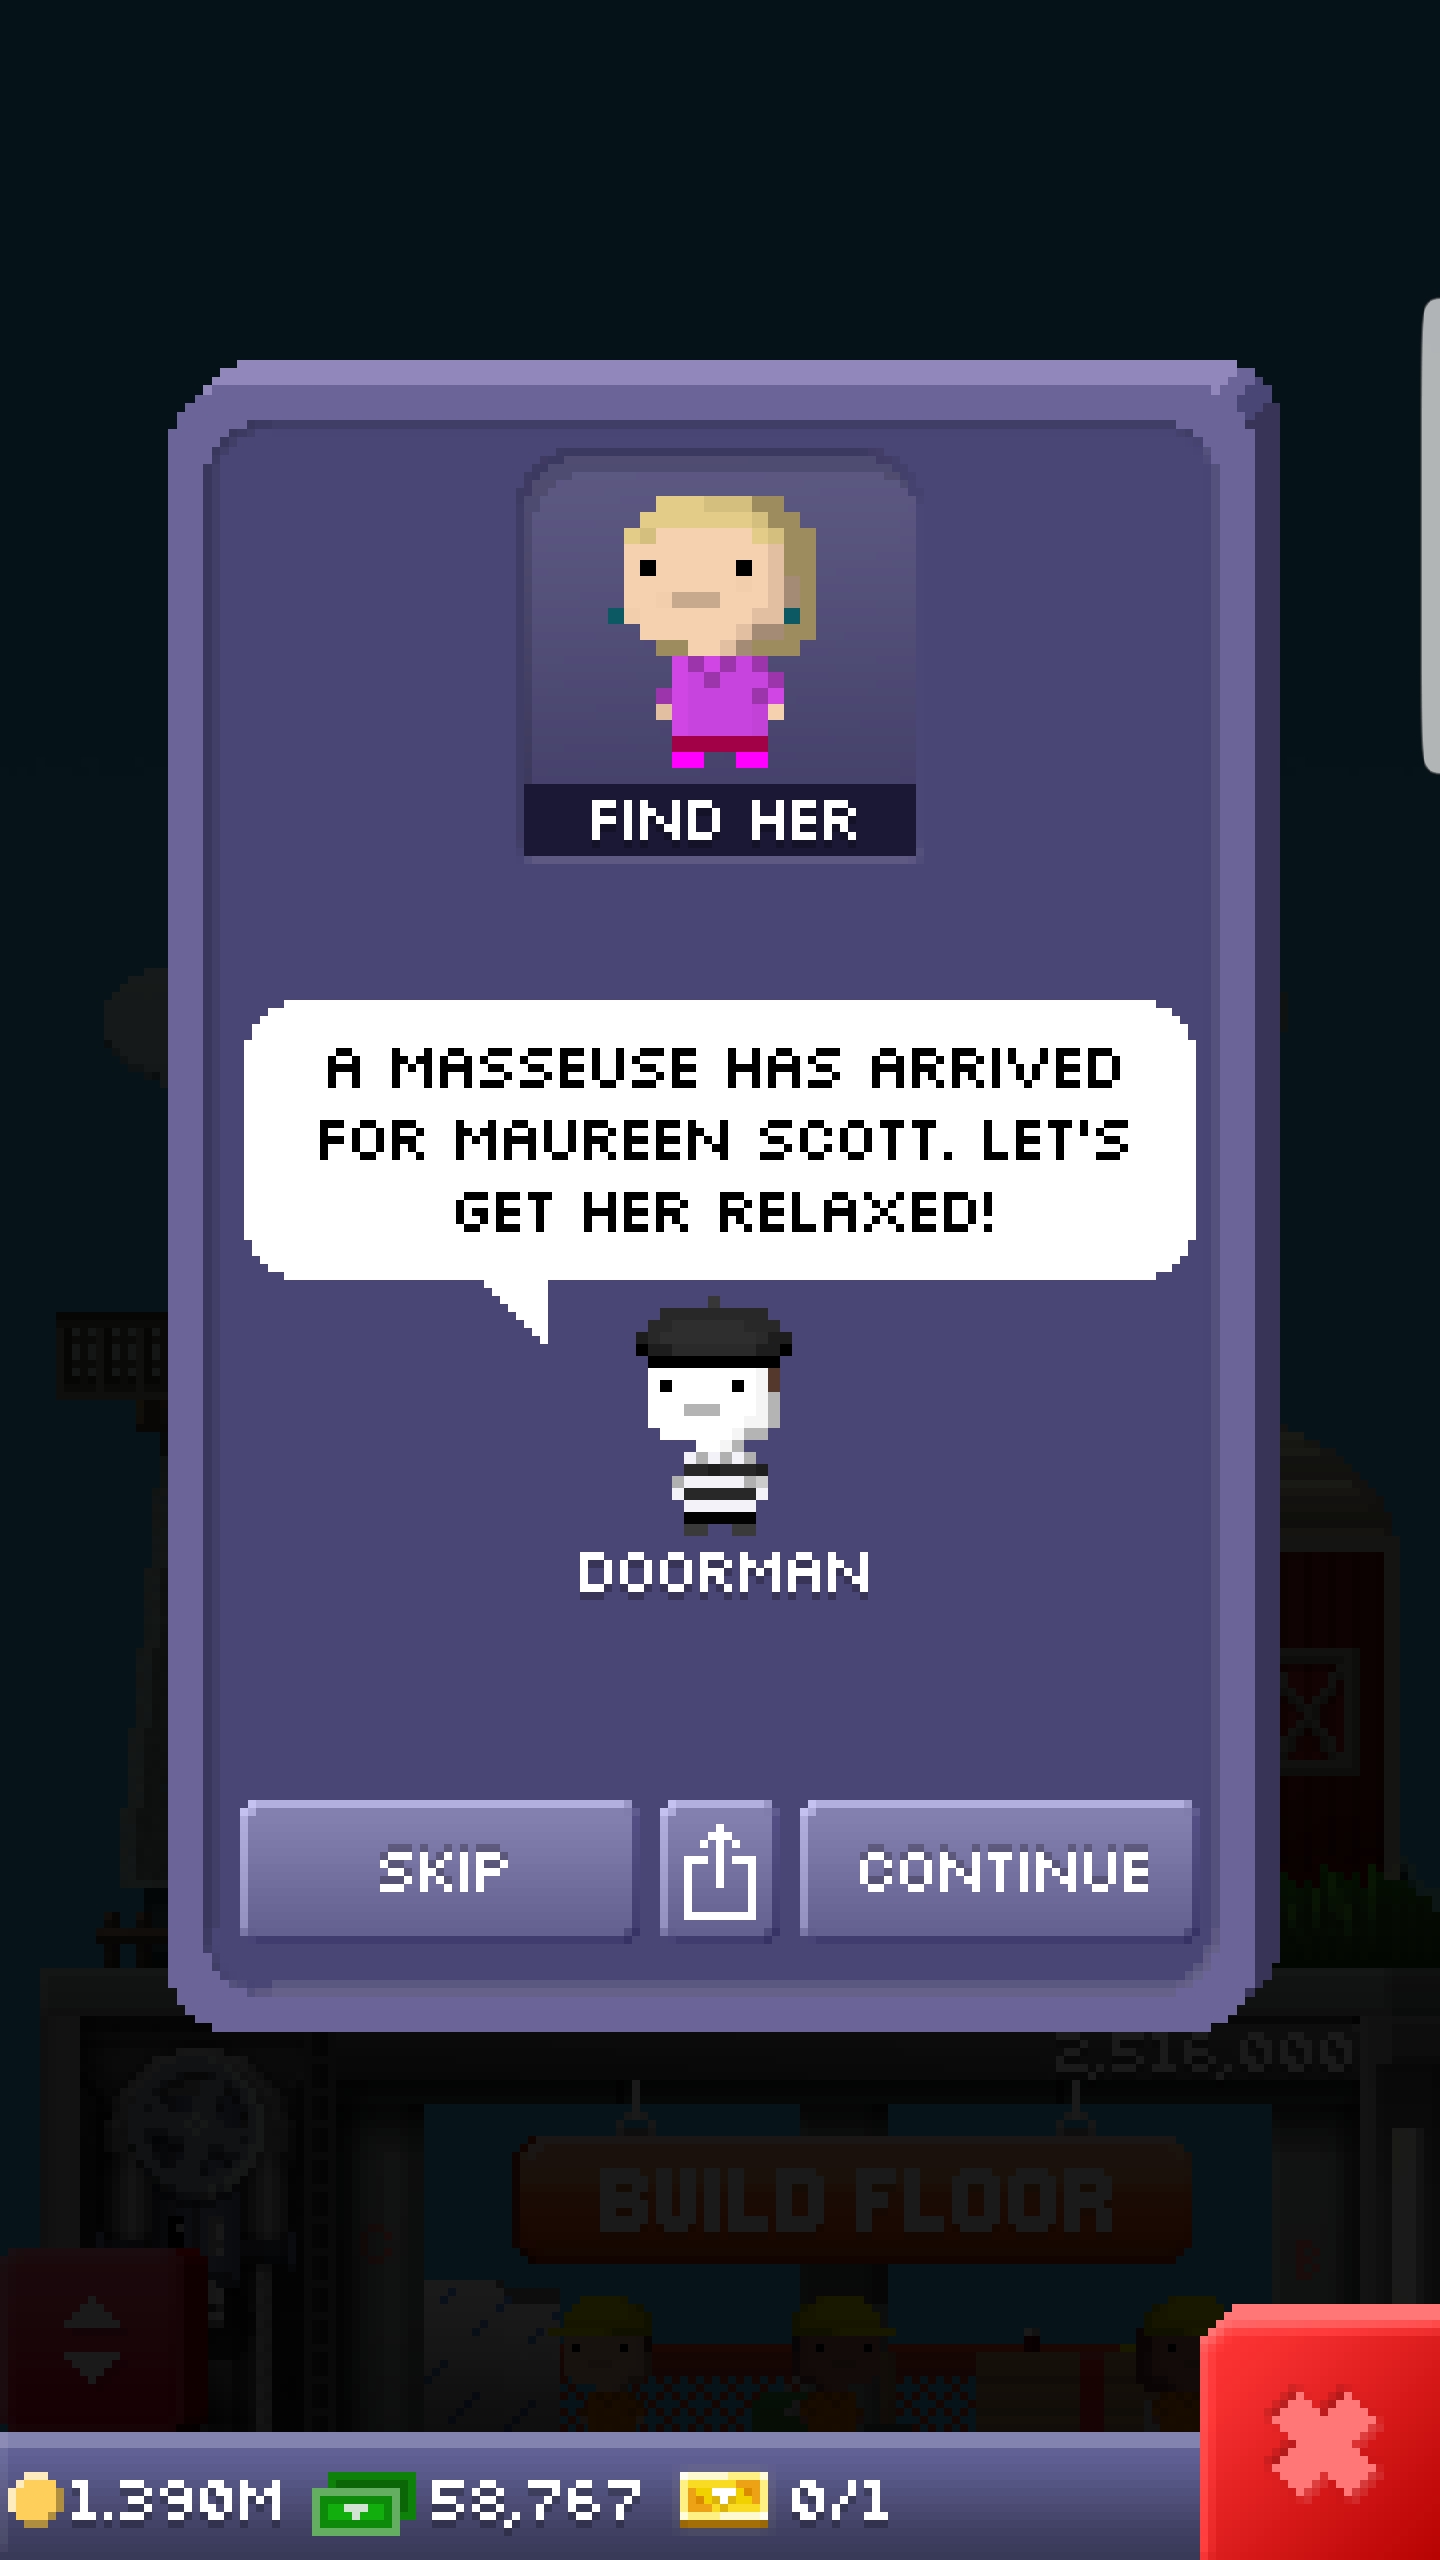 FIND HER
A MASSEUSE HAS ARRIVED
FOR MAUREEN SCOTT. LET'S
GET HER RELAXED!
DOORMAN
SKIP
CONTINUE
2,516,000
BUILD FLOOR
1.390M
58,767
0/1